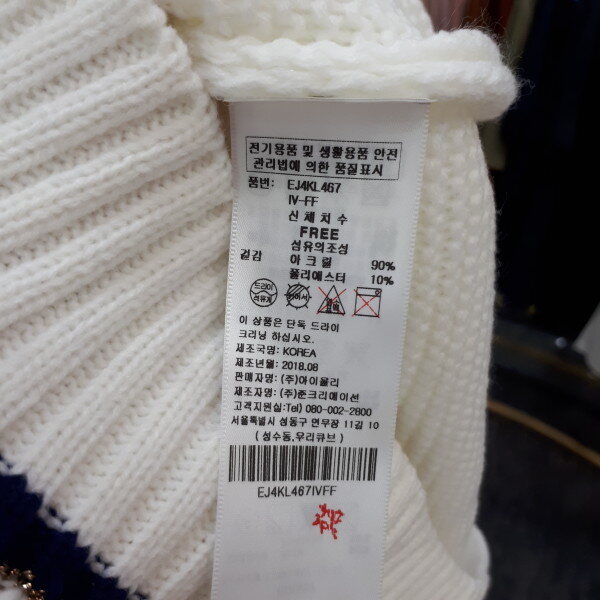 전기용품 및 생활용품 안전
관리법에 의한 품질표시
품번: EJ4KL467
IV-FF
신체치수
FREE
섬유의조성
겉감 아크릴 90%
폴리에스터 10%
드라이
석유계
이 상품은 단독 드라이
크리닝 하십시오.
제조국명: KOREA
제조년월: 2018.08
판매자명: (주)아이올리
제조자명: (주)준크리에이션
고객지원실:Tel) 080-002-2800
서울특별시 성동구 연무장 11길 10
(성수동,우리큐브)
EJ4KL467IVFF